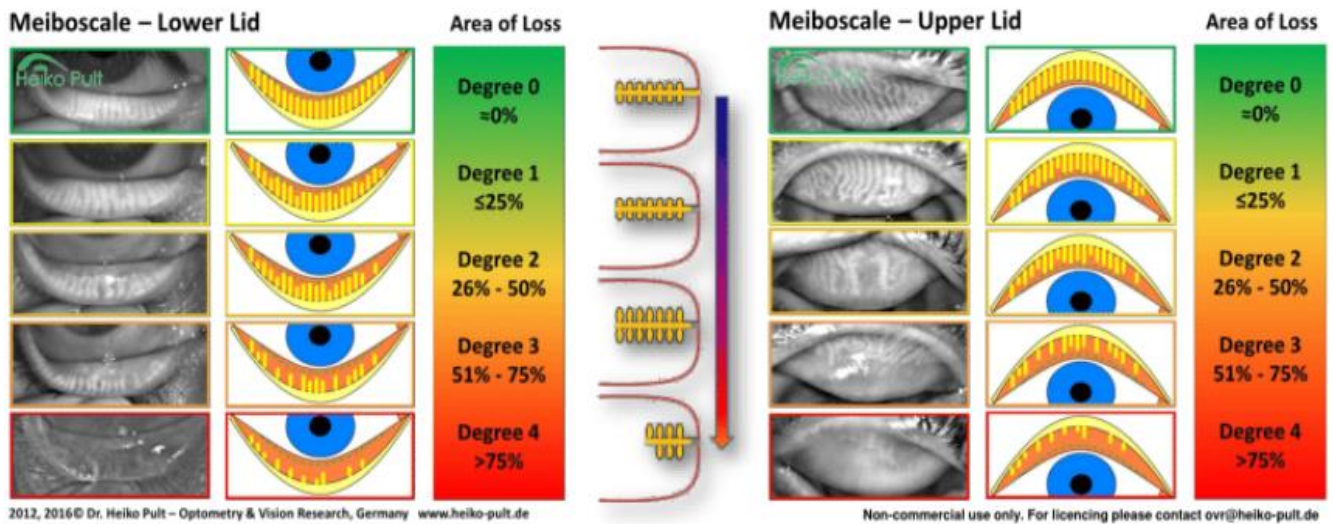 Meiboscale – Lower Lid
Area of Loss
Heiko Pult
Degree 0
≈0%
Degree 1
≤25%
Degree 2
26% - 50%
Degree 3
51% - 75%
Degree 4
>75%
2012, 2016© Dr. Heiko Pult – Optometry & Vision Research, Germany www.heiko-pult.de
Meiboscale – Upper Lid
Area of Loss
Heiko Pult
Degree 0
≈0%
Degree 1
≤25%
Degree 2
26% - 50%
Degree 3
51% - 75%
Degree 4
>75%
Non-commercial use only. For licencing please contact ovr@heiko-pult.de